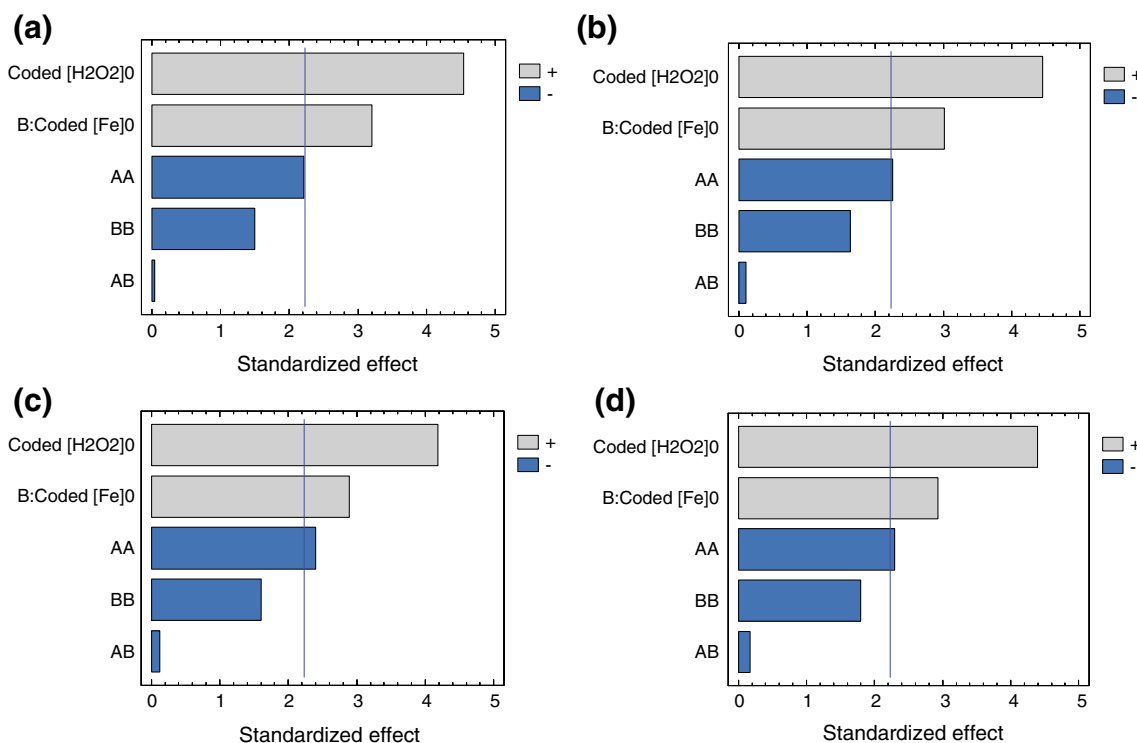 (a)
Coded [H2O2]0
B:Coded [Fe]0
AA
BB
AB
0 1 2 3 4 5
Standardized effect
+
-
(b)
Coded [H2O2]0
B:Coded [Fe]0
AA
BB
AB
0 1 2 3 4 5
Standardized effect
+
-
(c)
Coded [H2O2]0
B:Coded [Fe]0
AA
BB
AB
0 1 2 3 4 5
Standardized effect
+
-
(d)
Coded [H2O2]0
B:Coded [Fe]0
AA
BB
AB
0 1 2 3 4 5
Standardized effect
+
-